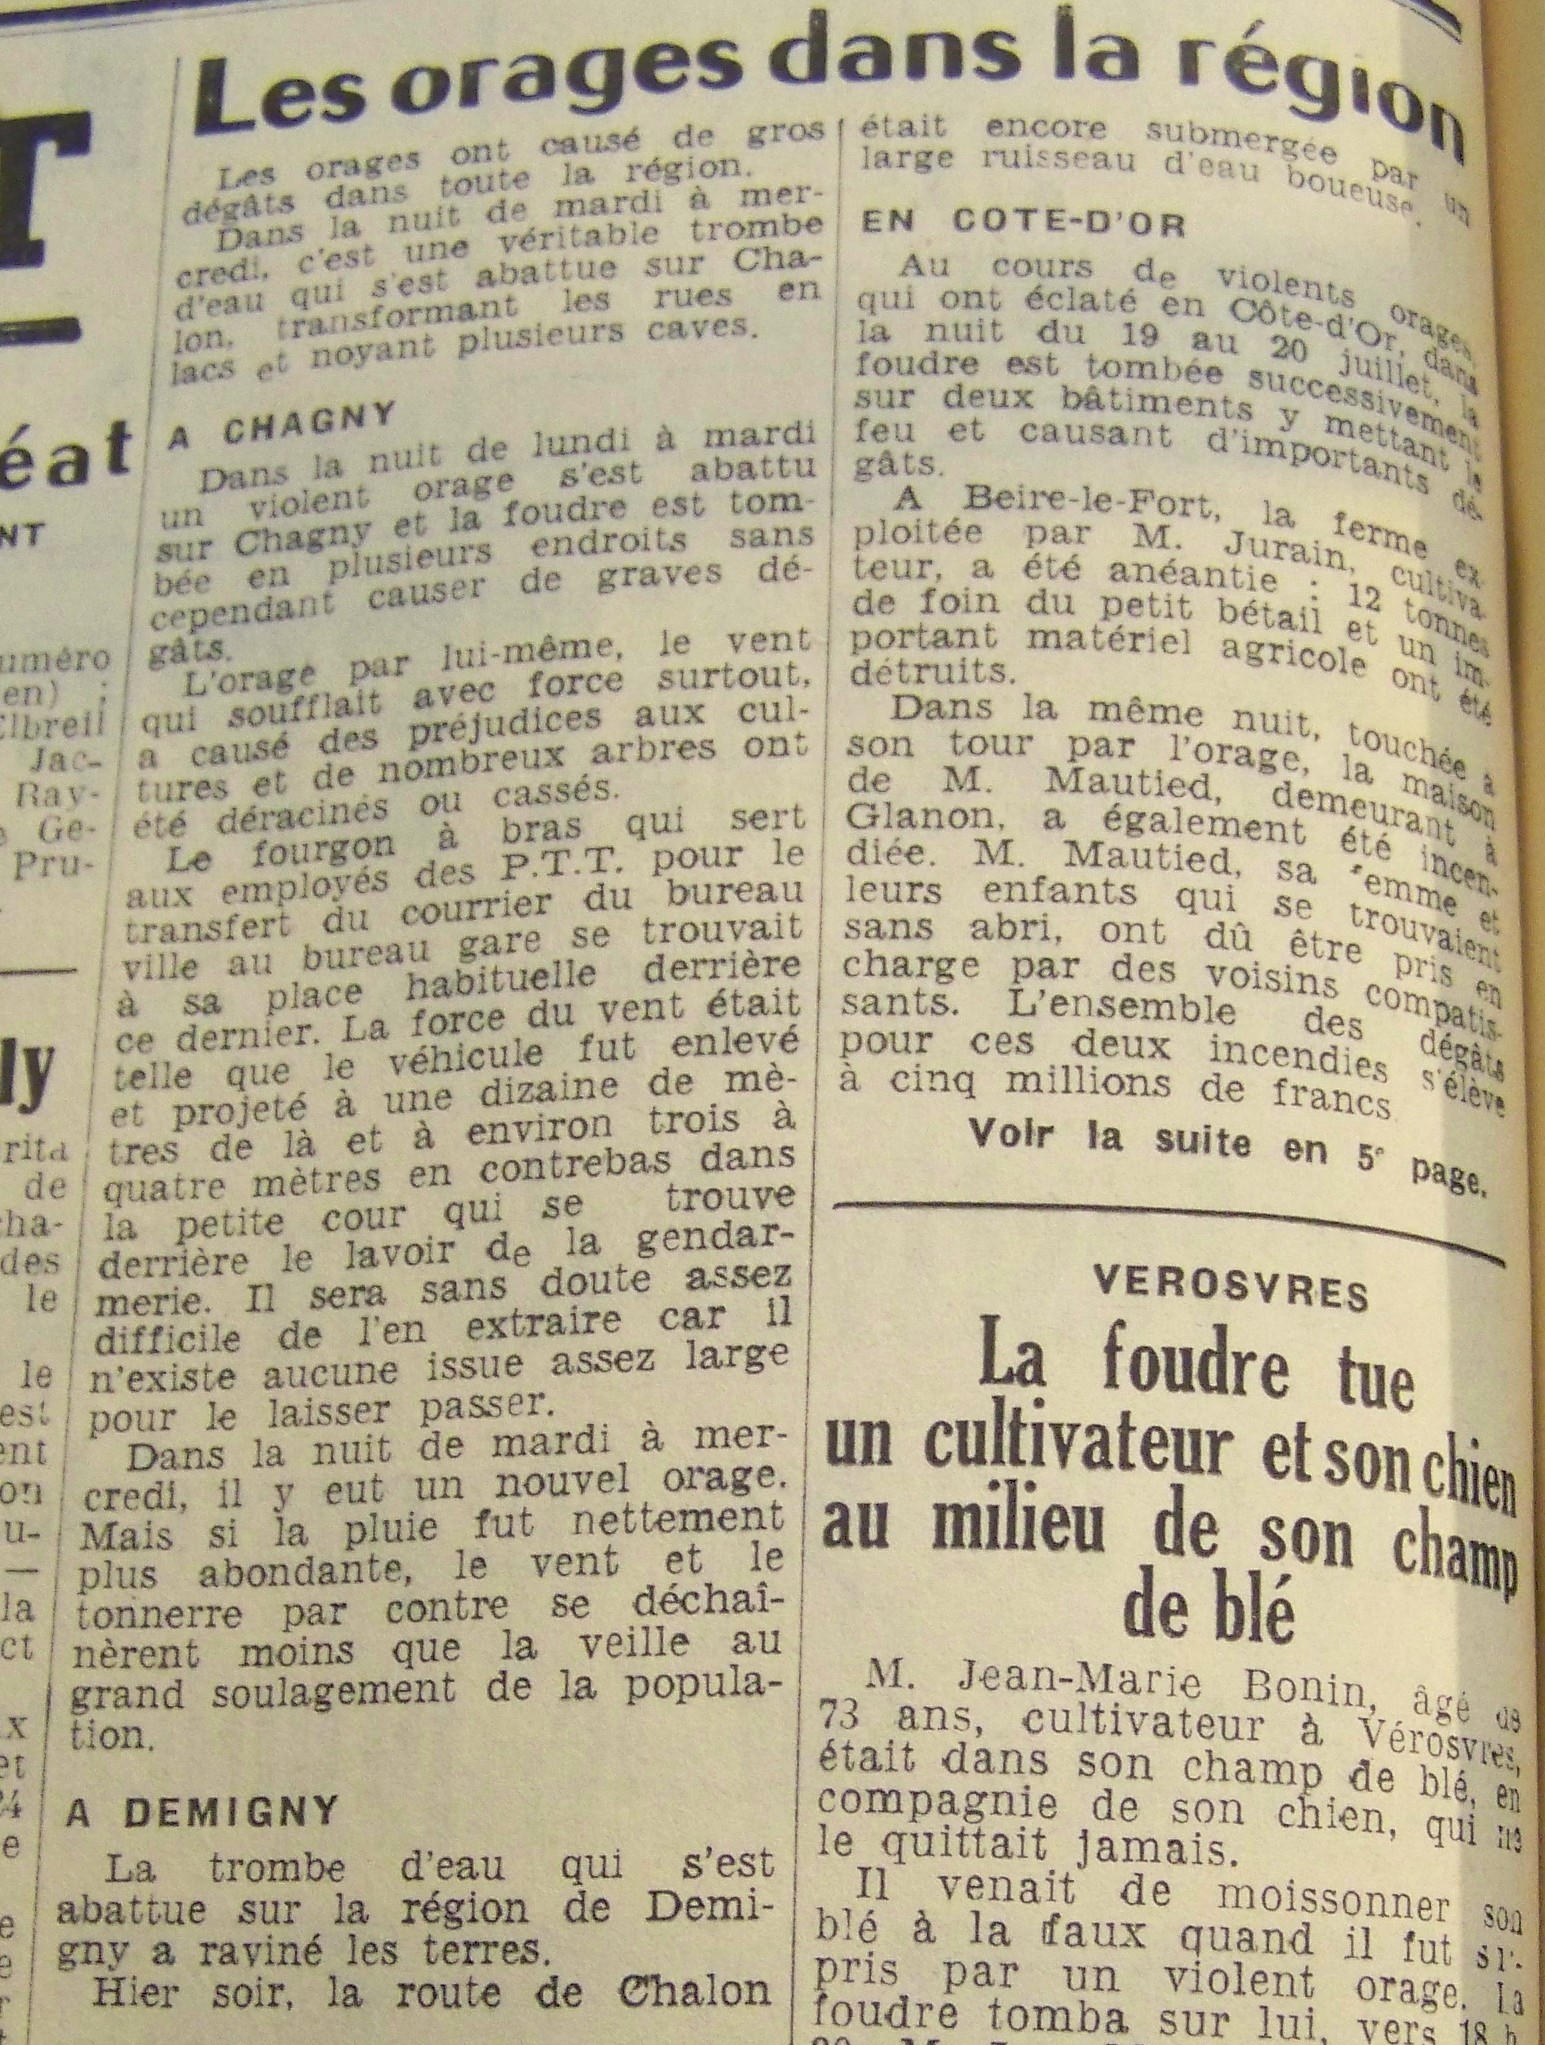 T
éat
NT
uméro
en) ;
Elbreil
Jac-
Ray-
Ge-
Pru-
ly
rita
de
cha-
des
le
le
est
ent
on
u-
—
la
ct
x
et
24
e
e
e
r
Les orages dans la région
Les orages ont causé de gros
dégâts dans toute la région.
Dans la nuit de mardi à mer-
credi, c'est une véritable trombe
d'eau qui s'est abattue sur Cha-
lon, transformant les rues en
lacs et noyant plusieurs caves.
A CHAGNY
Dans la nuit de lundi à mardi
un violent orage s'est abattu
sur Chagny et la foudre est tom-
bée en plusieurs endroits sans
cependant causer de graves dé-
gâts.
L'orage par lui-même, le vent
qui soufflait avec force surtout,
a causé des préjudices aux cul-
tures et de nombreux arbres ont
été déracinés ou cassés.
Le fourgon à bras qui sert
aux employés des P.T.T. pour le
transfert du courrier du bureau
ville au bureau gare se trouvait
à sa place habituelle derrière
ce dernier. La force du vent était
telle que le véhicule fut enlevé
et projeté à une dizaine de mè-
tres de là et à environ trois à
quatre mètres en contrebas dans
la petite cour qui se trouve
derrière le lavoir de la gendar-
merie. Il sera sans doute assez
difficile de l'en extraire car il
n'existe aucune issue assez large
pour le laisser passer.
Dans la nuit de mardi à mer-
credi, il y eut un nouvel orage.
Mais si la pluie fut nettement
plus abondante, le vent et le
tonnerre par contre se déchaî-
nèrent moins que la veille au
grand soulagement de la popula-
tion.
A DEMIGNY
La trombe d'eau qui s'est
abattue sur la région de Demi-
gny a raviné les terres.
Hier soir, la route de Chalon
était encore submergée par un
large ruisseau d'eau boueuse.
EN COTE-D'OR
Au cours de violents orages,
qui ont éclaté en Côte-d'Or, dans
la nuit du 19 au 20 juillet, la
foudre est tombée successivement
sur deux bâtiments y mettant le
feu et causant d'importants dé-
gâts.
A Beire-le-Fort, la ferme ex-
ploitée par M. Jurain, cultiva-
teur, a été anéantie : 12 tonnes
de foin du petit bétail et un im-
portant matériel agricole ont été
détruits.
Dans la même nuit, touchée à
son tour par l'orage, la maison
de M. Mautied, demeurant à
Glanon, a également été incen-
diée. M. Mautied, sa femme et
leurs enfants qui se trouvaient
sans abri, ont dû être pris en
charge par des voisins compatis-
sants. L'ensemble des dégâts
pour ces deux incendies s'élève
à cinq millions de francs
Voir la suite en 5e page.
VEROSVRES
La foudre tue
un cultivateur et son chien
au milieu de son champ
de blé
M. Jean-Marie Bonin, âgé de
73 ans, cultivateur à Vérosvres,
était dans son champ de blé, en
compagnie de son chien, qui ne
le quittait jamais.
Il venait de moissonner son
blé à la faux quand il fut sur-
pris par un violent orage. La
foudre tomba sur lui, vers 18 h.